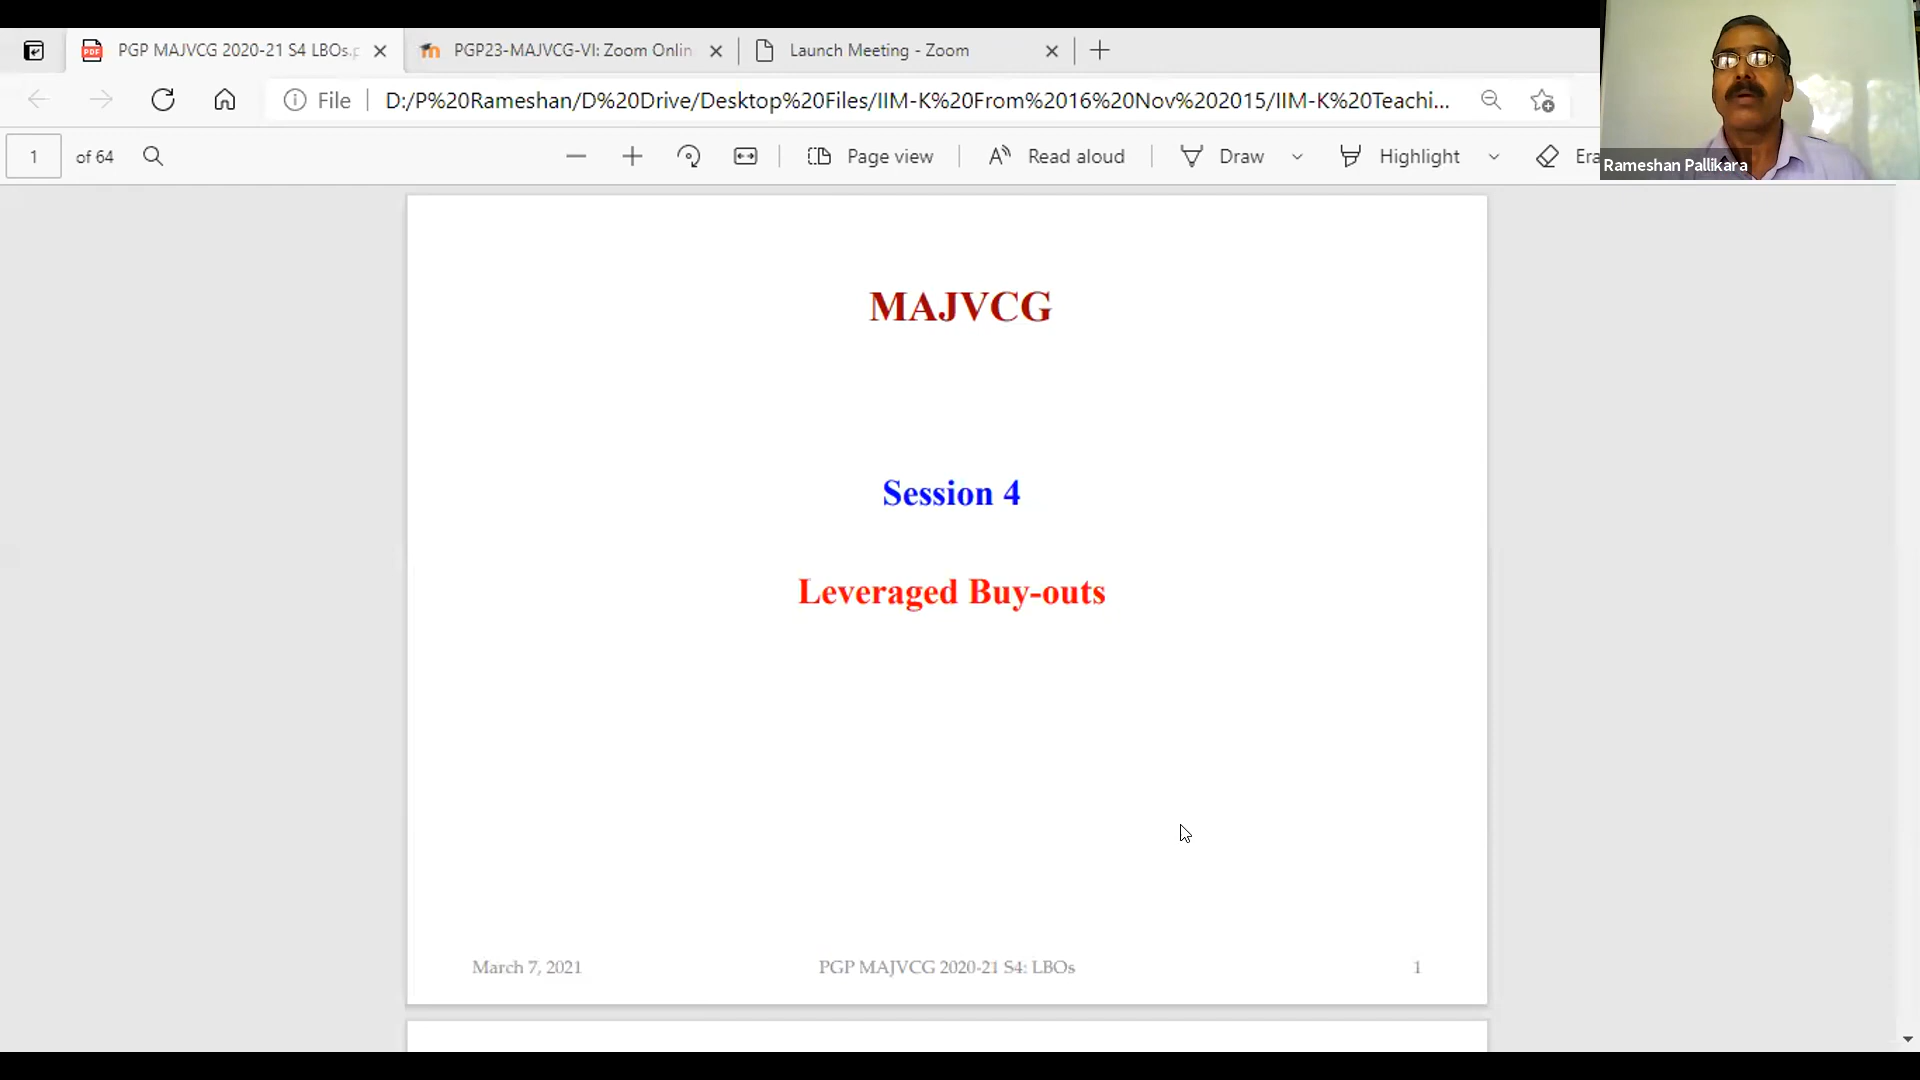 PGP MAJVCG 2020-21 S4 LBOs.p
PGP23-MAJVCG-VI: Zoom Onlin
Launch Meeting - Zoom
File
D:/P%20Rameshan/D%20Drive/Desktop%20Files/IIM-K%20From%2016%20Nov%202015/IIM-K%20Teachi...
1
of 64
Page view
Read aloud
Draw
Highlight
Era
Rameshan Pallikara
MAJVCG
Session 4
Leveraged Buy-outs
March 7, 2021
PGP MAJVCG 2020-21 S4: LBOs
1